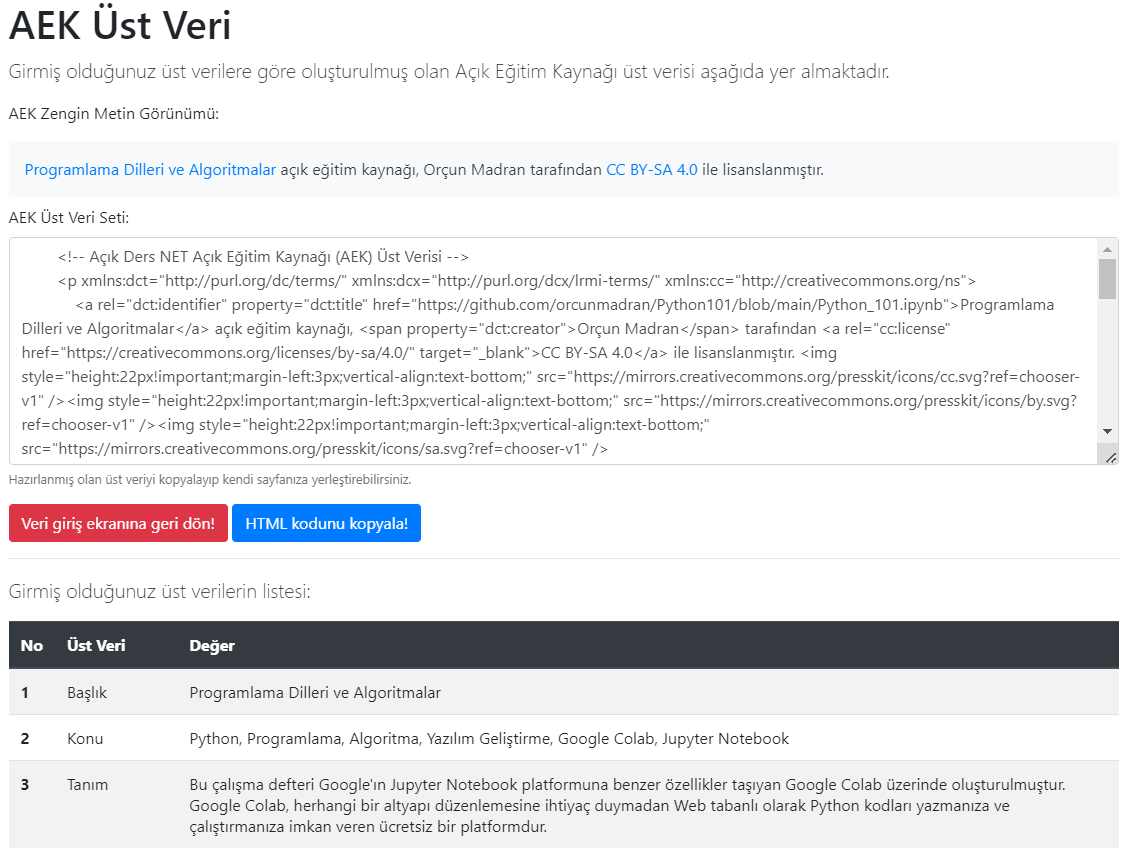 AEK Üst Veri
Girmiş olduğunuz üst verilere göre oluşturulmuş olan Açık Eğitim Kaynağı üst verisi aşağıda yer almaktadır.
AEK Zengin Metin Görünümü:
Programlama Dilleri ve Algoritmalar açık eğitim kaynağı, Orçun Madran tarafından CC BY-SA 4.0 ile lisanslanmıştır.
AEK Üst Veri Seti:
<!-- Açık Ders NET Açık Eğitim Kaynağı (AEK) Üst Verisi -->
<p xmlns:dct="http://purl.org/dc/terms/" xmlns:dcx="http://purl.org/dcx/lrmi-terms/" xmlns:cc="http://creativecommons.org/ns">
<a rel="dct:identifier" property="dct:title" href="https://github.com/orcunmadran/Python101/blob/main/Python_101.ipynb">Programlama
Dilleri ve Algoritmalar</a> açık eğitim kaynağı, <span property="dct:creator">Orçun Madran</span> tarafından <a rel="cc:license"
href="https://creativecommons.org/licenses/by-sa/4.0/" target="_blank">CC BY-SA 4.0</a> ile lisanslanmıştır. <img
style="height:22px!important;margin-left:3px;vertical-align:text-bottom;" src="https://mirrors.creativecommons.org/presskit/icons/cc.svg?ref=chooser-
v1" /><img style="height:22px!important;margin-left:3px;vertical-align:text-bottom;" src="https://mirrors.creativecommons.org/presskit/icons/by.svg?
ref=chooser-v1" /><img style="height:22px!important;margin-left:3px;vertical-align:text-bottom;"
src="https://mirrors.creativecommons.org/presskit/icons/sa.svg?ref=chooser-v1" />
Hazırlanmış olan üst veriyi kopyalayıp kendi sayfanıza yerleştirebilirsiniz.
Veri giriş ekranına geri dön! HTML kodunu kopyala!
Girmiş olduğunuz üst verilerin listesi:
No Üst Veri Değer
1 Başlık Programlama Dilleri ve Algoritmalar
2 Konu Python, Programlama, Algoritma, Yazılım Geliştirme, Google Colab, Jupyter Notebook
3 Tanım Bu çalışma defteri Google'ın Jupyter Notebook platformuna benzer özellikler taşıyan Google Colab üzerinde oluşturulmuştur.
Google Colab, herhangi bir altyapı düzenlemesine ihtiyaç duymadan Web tabanlı olarak Python kodları yazmanıza ve
çalıştırmanıza imkan veren ücretsiz bir platformdur.